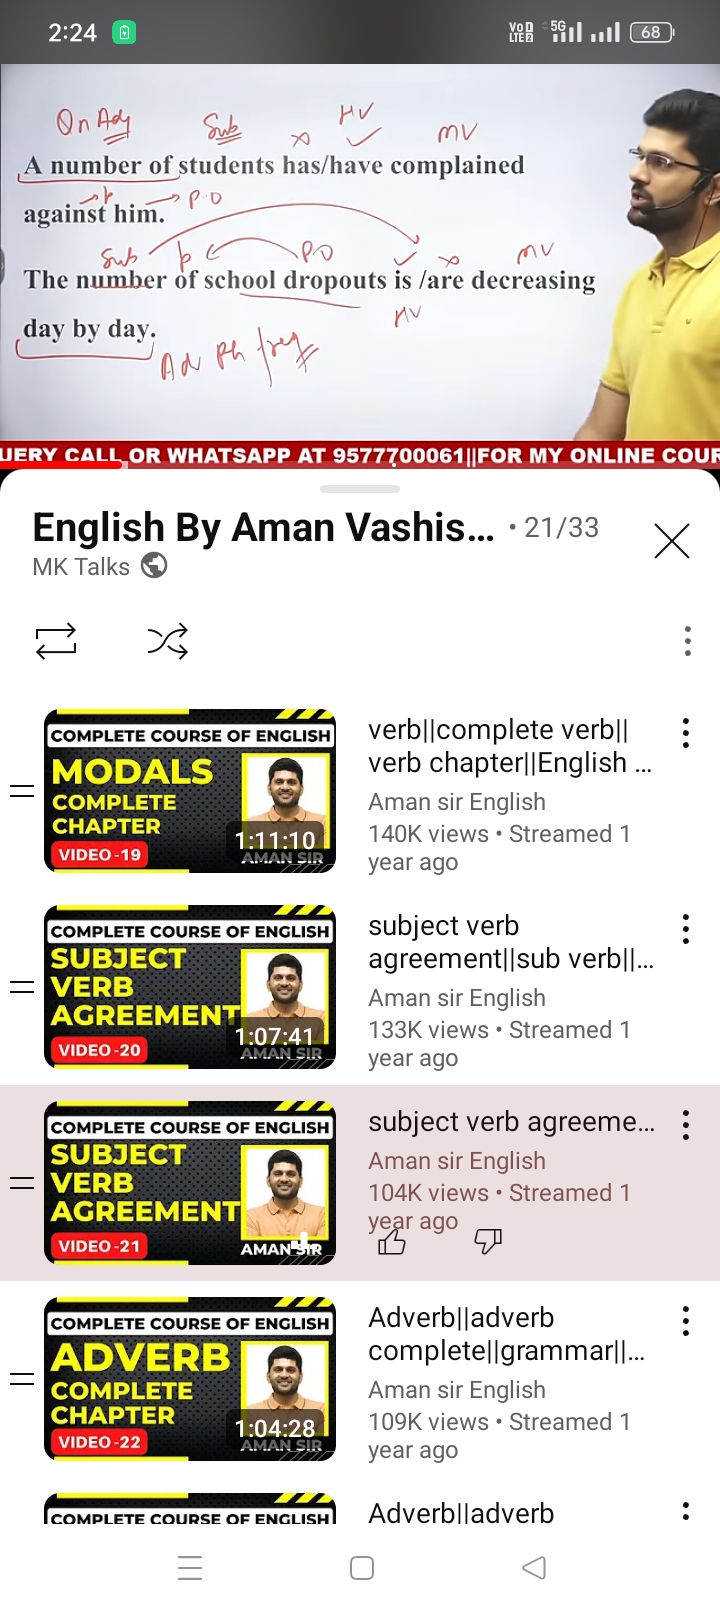 2:24
VoD LTE2 5G 68
Qn Adj Sub × HV MV
A number of students has/have complained
→ P → P.O
against him.
Sub P PO × MV
The number of school dropouts is /are decreasing
HV
day by day.
Ad Ph freq
UERY CALL OR WHATSAPP AT 9577700061||FOR MY ONLINE COUR
English By Aman Vashis... • 21/33
MK Talks
COMPLETE COURSE OF ENGLISH
MODALS
COMPLETE
CHAPTER
VIDEO -19
1:11:10
AMAN SIR
verb||complete verb||
verb chapter||English ...
Aman sir English
140K views • Streamed 1
year ago
COMPLETE COURSE OF ENGLISH
SUBJECT
VERB
AGREEMENT
VIDEO -20
1:07:41
AMAN SIR
subject verb
agreement||sub verb||...
Aman sir English
133K views • Streamed 1
year ago
COMPLETE COURSE OF ENGLISH
SUBJECT
VERB
AGREEMENT
VIDEO -21
AMAN SIR
subject verb agreeme...
Aman sir English
104K views • Streamed 1
year ago
COMPLETE COURSE OF ENGLISH
ADVERB
COMPLETE
CHAPTER
VIDEO -22
1:04:28
AMAN SIR
Adverb||adverb
complete||grammar||...
Aman sir English
109K views • Streamed 1
year ago
COMPLETE COURSE OF ENGLISH
Adverb||adverb